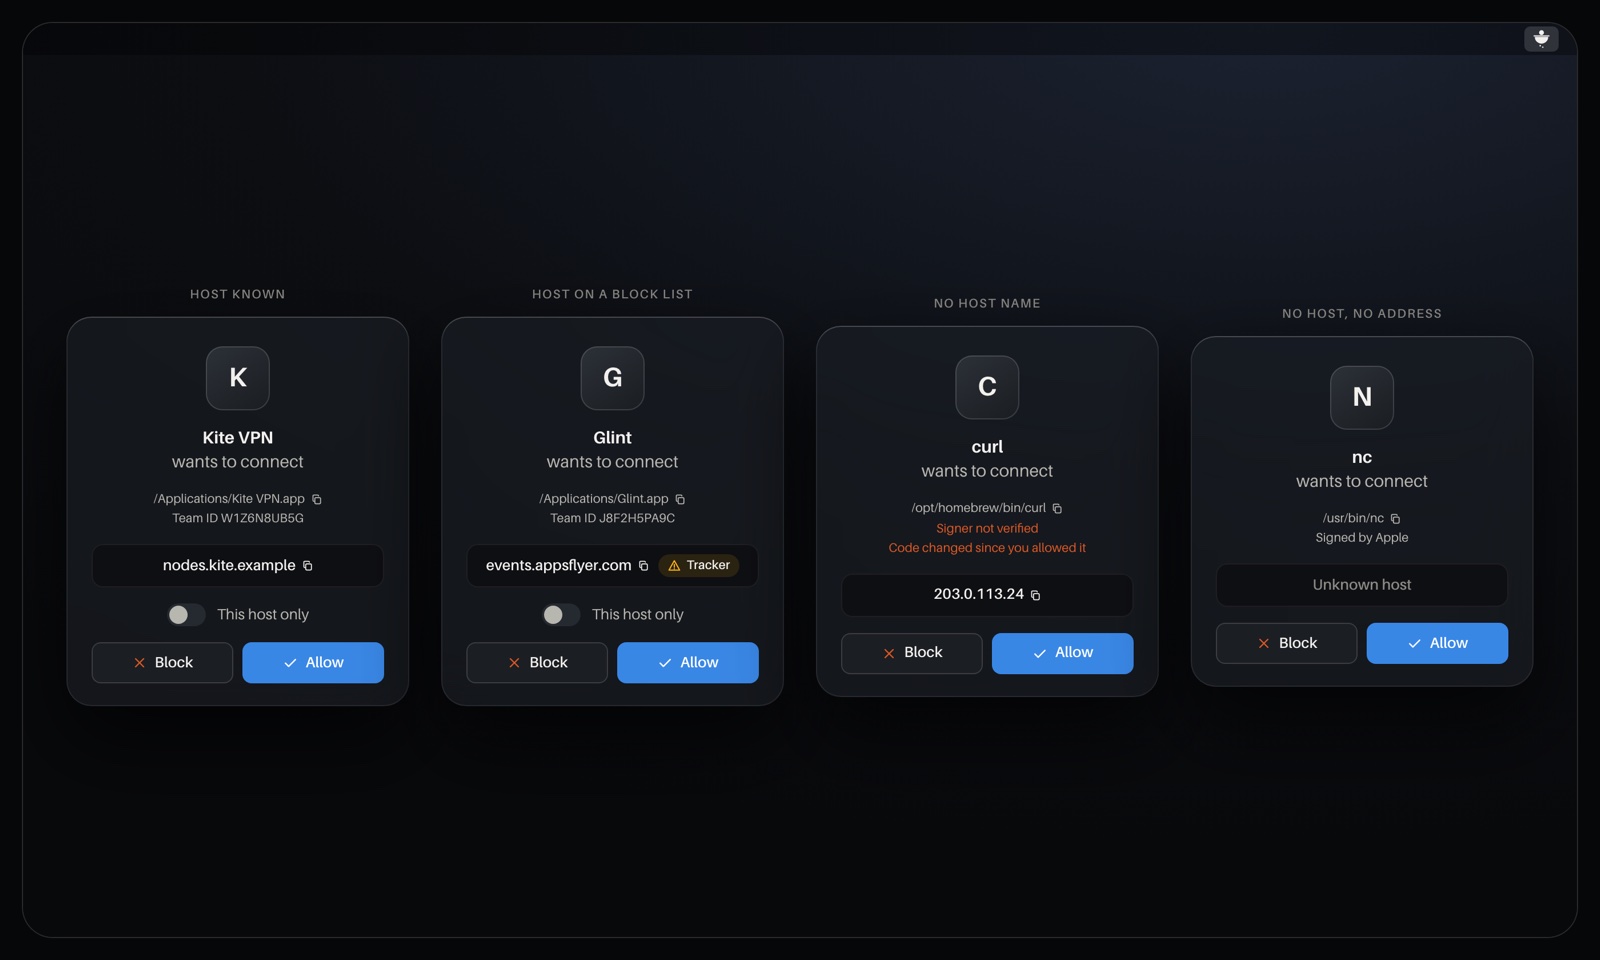 HOST KNOWN
K
Kite VPN
wants to connect
/Applications/Kite VPN.app
Team ID W1Z6N8UB5G
nodes.kite.example
This host only
Block
Allow
HOST ON A BLOCK LIST
G
Glint
wants to connect
/Applications/Glint.app
Team ID J8F2H5PA9C
events.appsflyer.com Tracker
This host only
Block
Allow
NO HOST NAME
C
curl
wants to connect
/opt/homebrew/bin/curl
Signer not verified
Code changed since you allowed it
203.0.113.24
Block
Allow
NO HOST, NO ADDRESS
N
nc
wants to connect
/usr/bin/nc
Signed by Apple
Unknown host
Block
Allow